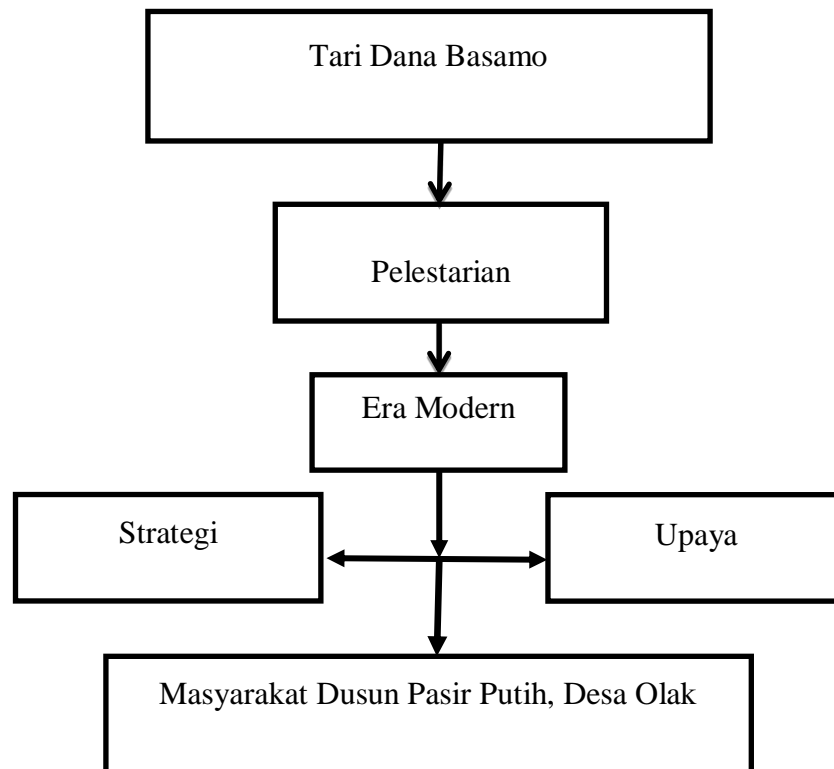 Tari Dana Basamo
Pelestarian
Era Modern
Strategi
Upaya
Masyarakat Dusun Pasir Putih, Desa Olak